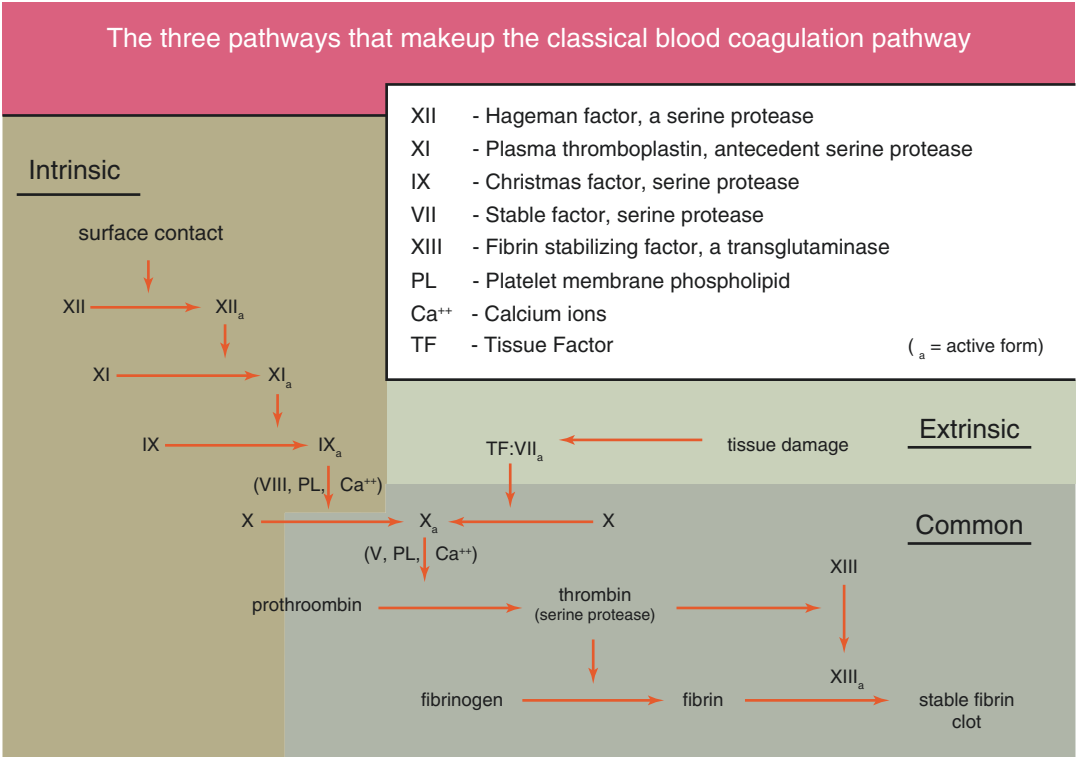 The three pathways that makeup the classical blood coagulation pathway
XII - Hageman factor, a serine protease
XI - Plasma thromboplastin, antecedent serine protease
IX - Christmas factor, serine protease
VII - Stable factor, serine protease
XIII - Fibrin stabilizing factor, a transglutaminase
PL - Platelet membrane phospholipid
Ca⁺⁺ - Calcium ions
TF - Tissue Factor
(ₐ = active form)
Intrinsic
surface contact
XII XIIₐ
XI XIₐ
IX IXₐ
(VIII, PL, Ca⁺⁺)
Extrinsic
TF:VIIₐ tissue damage
Common
X Xₐ X
(V, PL, Ca⁺⁺)
prothroombin
thrombin
(serine protease)
XIII
XIIIₐ
fibrinogen fibrin
stable fibrin
clot